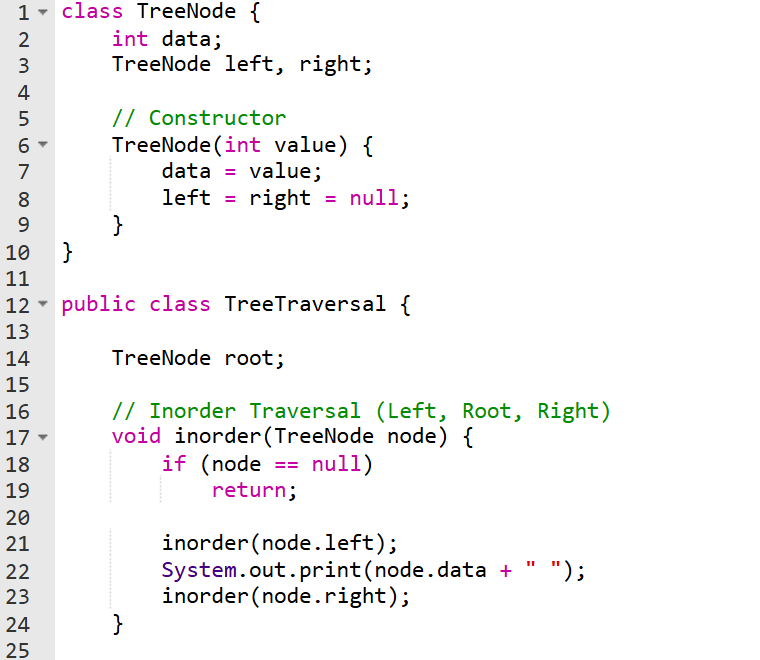 1 class TreeNode {
2     int data;
3     TreeNode left, right;
4
5     // Constructor
6     TreeNode(int value) {
7         data = value;
8         left = right = null;
9     }
10 }
11
12 public class TreeTraversal {
13
14     TreeNode root;
15
16     // Inorder Traversal (Left, Root, Right)
17     void inorder(TreeNode node) {
18         if (node == null)
19             return;
20
21         inorder(node.left);
22         System.out.print(node.data + " ");
23         inorder(node.right);
24     }
25